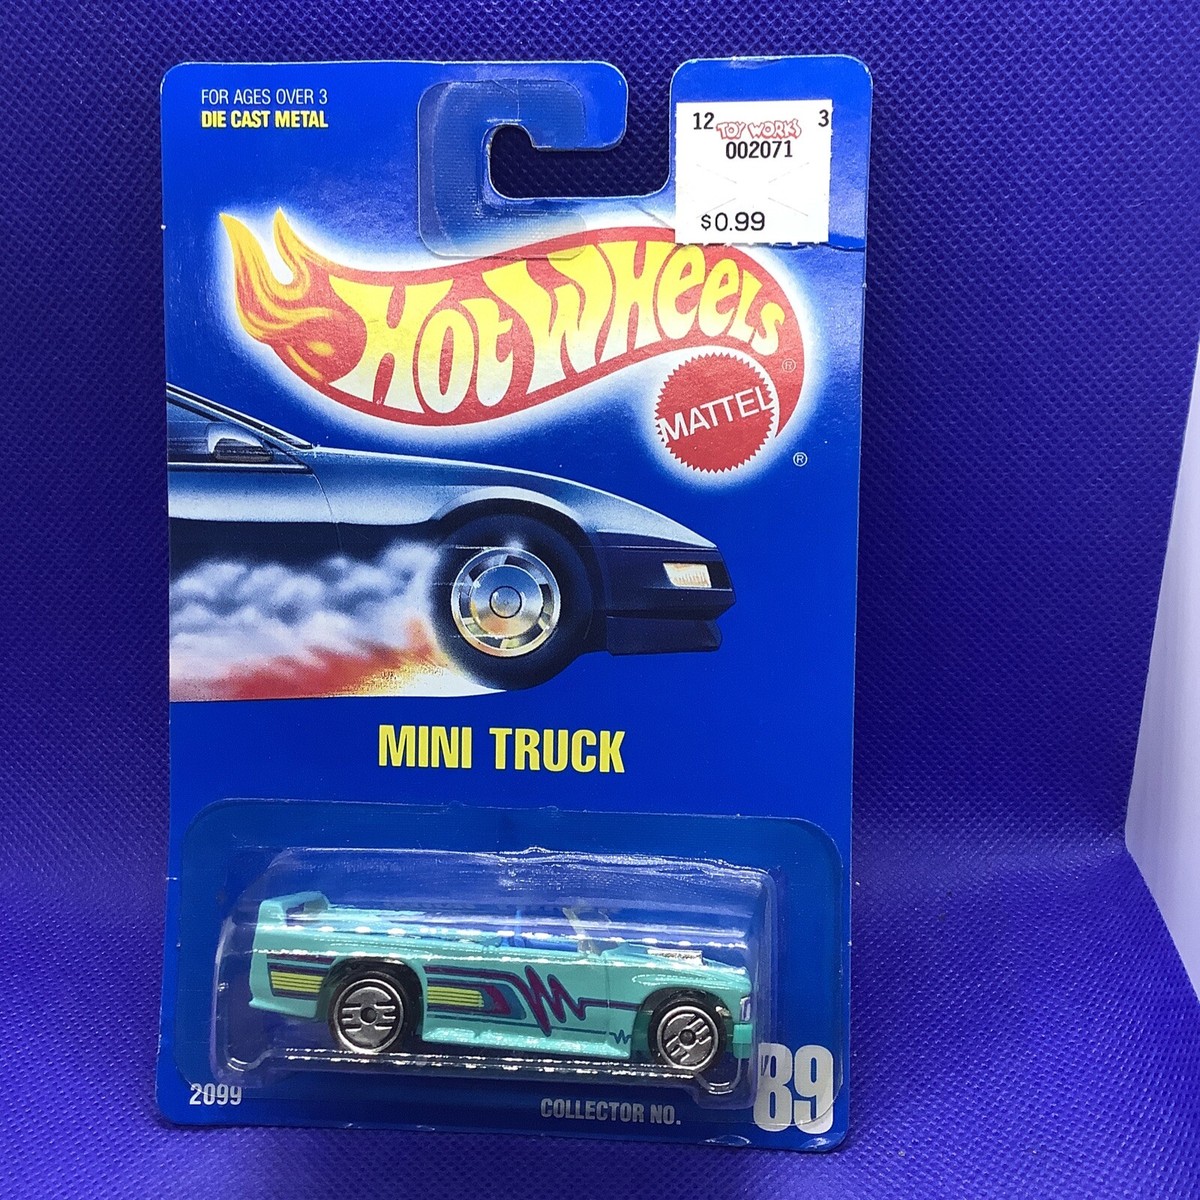 FOR AGES OVER 3
DIE CAST METAL
12 TOY WORKS 3
002071
$0.99
HOT WHEELS ®
MATTEL
®
MINI TRUCK
2099
COLLECTOR NO. 89